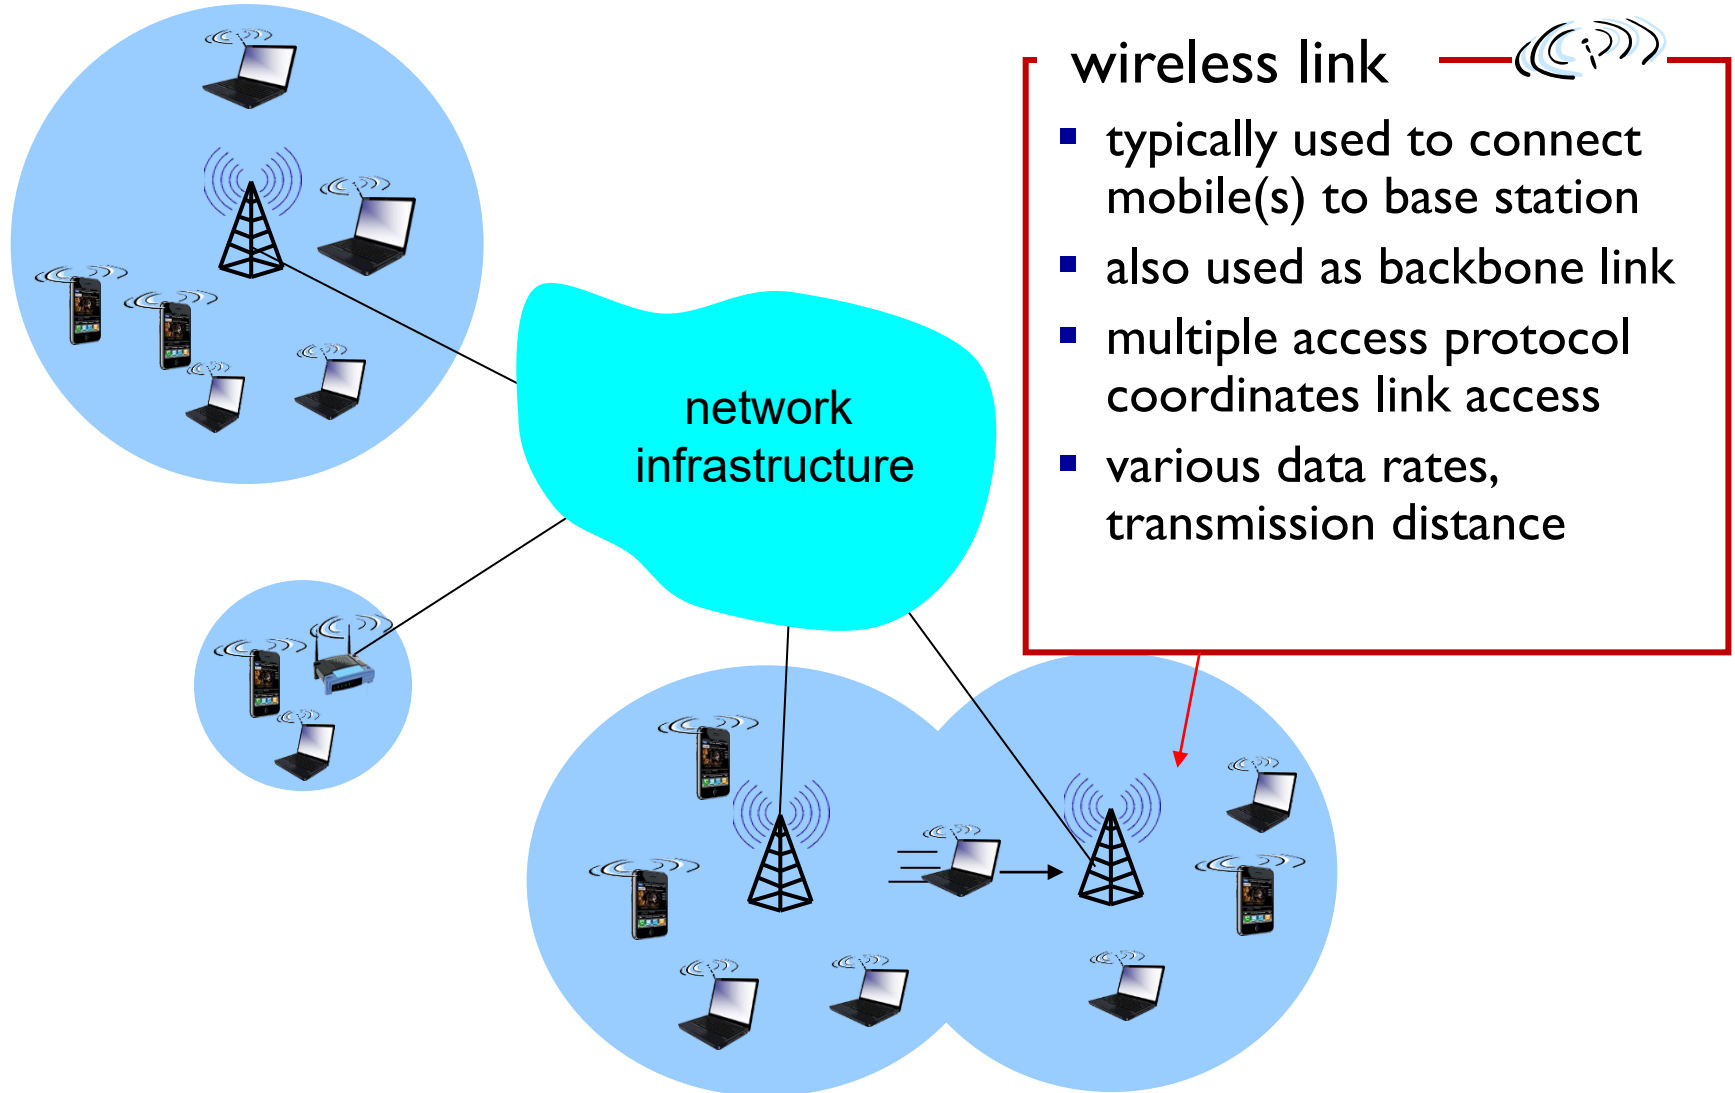 wireless link
typically used to connect
mobile(s) to base station
also used as backbone link
multiple access protocol
coordinates link access
various data rates,
transmission distance
network
infrastructure